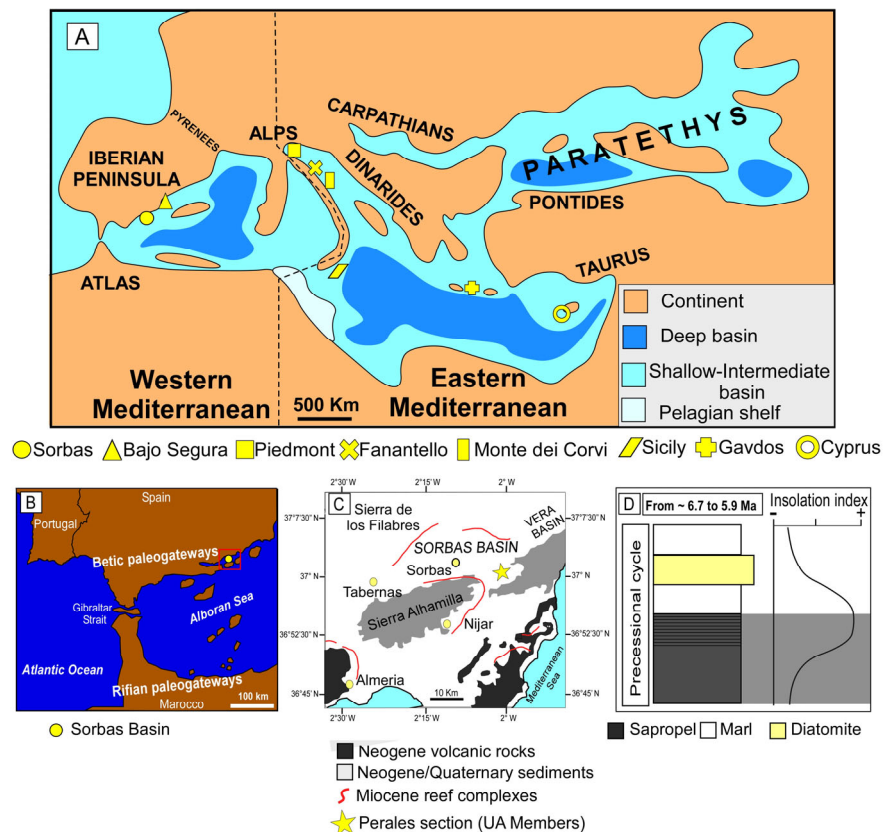 A
CARPATHIANS
PYRENEES
ALPS
PARATETHYS
IBERIAN
PENINSULA
DINARIDES
PONTIDES
TAURUS
ATLAS
Continent
Deep basin
Shallow-Intermediate
basin
Pelagian shelf
Western
Mediterranean
500 Km
Eastern
Mediterranean
Sorbas Bajo Segura Piedmont Fanantello Monte dei Corvi Sicily Gavdos Cyprus
B
Spain
Portugal
Betic paleogateways
Gibraltar
Strait
Alboran Sea
Atlantic Ocean
Rifian paleogateways
Marocco
100 km
Sorbas Basin
2°30'W 2°15'W 2°W
C
Sierra de
los Filabres
VERA
BASIN
37°7'30" N
SORBAS BASIN
Sorbas
37° N
Tabernas
Sierra Alhamilla
Nijar
36°52'30" N
Almeria
10 Km
Mediterranean
Sea
36°45' N
2°30'W 2°15'W 2° W
Neogene volcanic rocks
Neogene/Quaternary sediments
Miocene reef complexes
Perales section (UA Members)
D
From ~ 6.7 to 5.9 Ma
Insolation index
- +
Precessional cycle
Sapropel Marl Diatomite